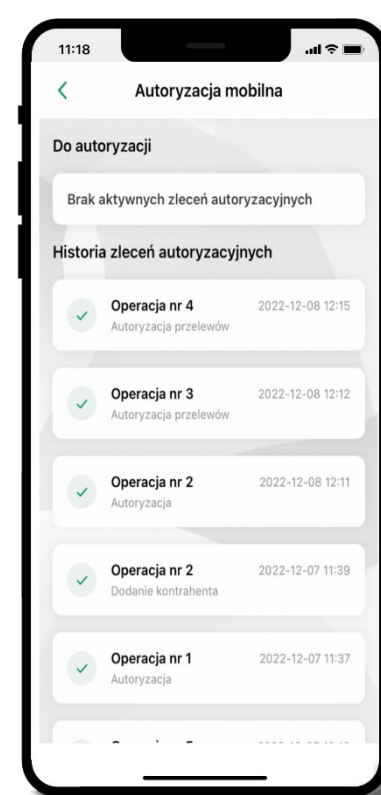 11:18
Autoryzacja mobilna
Do autoryzacji
Brak aktywnych zleceń autoryzacyjnych
Historia zleceń autoryzacyjnych
Operacja nr 4 2022-12-08 12:15
Autoryzacja przelewów
Operacja nr 3 2022-12-08 12:12
Autoryzacja przelewów
Operacja nr 2 2022-12-08 12:11
Autoryzacja
Operacja nr 2 2022-12-07 11:39
Dodanie kontrahenta
Operacja nr 1 2022-12-07 11:37
Autoryzacja